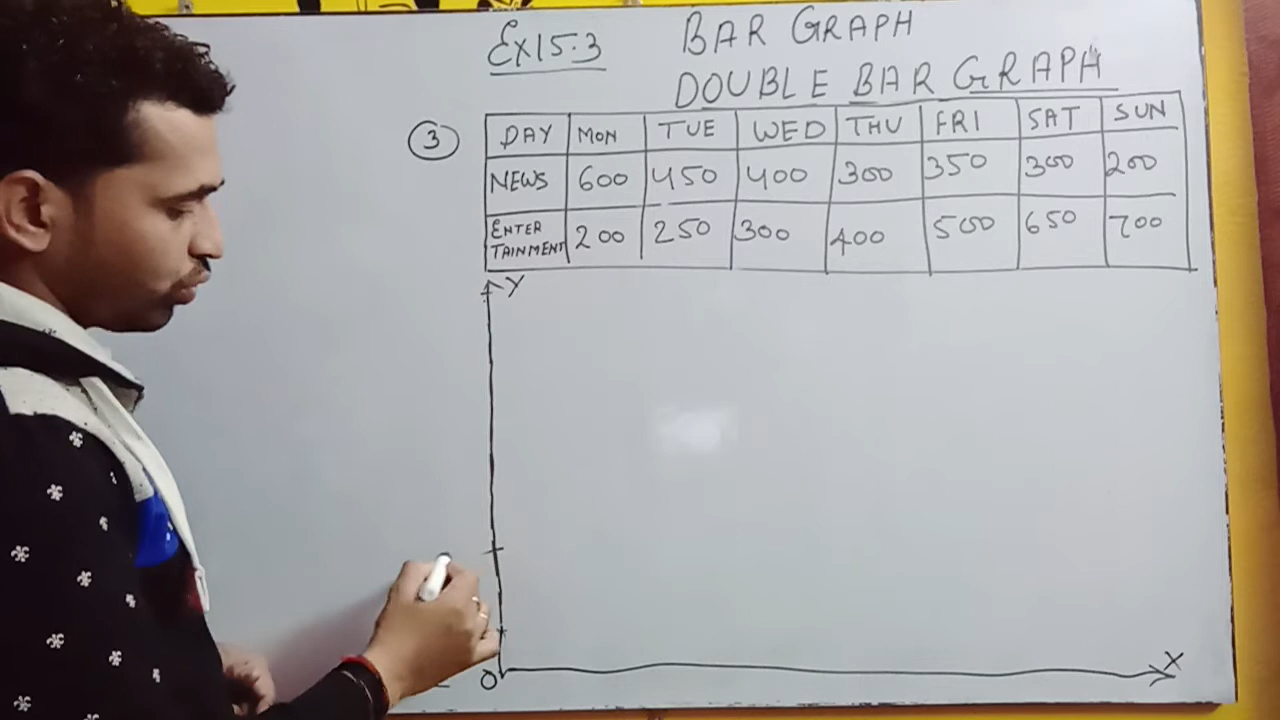 EX15.3 BAR GRAPH
DOUBLE BAR GRAPH
3 DAY MON TUE WED THU FRI SAT SUN
NEWS 600 450 400 300 350 300 200
ENTER
TAINMENT 200 250 300 400 500 650 700
Y
O X